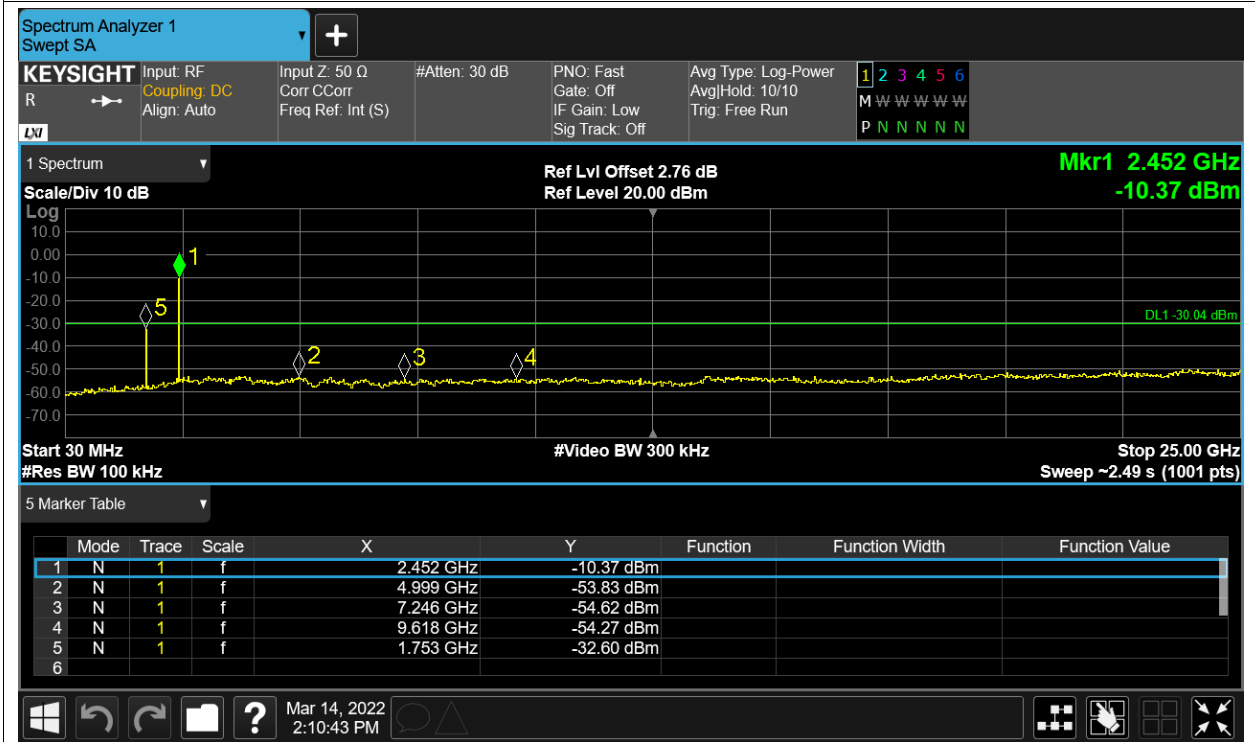 Spectrum Analyzer 1
Swept SA
+
KEYSIGHT
R
LXI
Input: RF
Coupling: DC
Align: Auto
Input Z: 50 Ω
Corr CCorr
Freq Ref: Int (S)
#Atten: 30 dB
PNO: Fast
Gate: Off
IF Gain: Low
Sig Track: Off
Avg Type: Log-Power
Avg|Hold: 10/10
Trig: Free Run
1 2 3 4 5 6
M W W W W W
P N N N N N
1 Spectrum
Scale/Div 10 dB
Ref Lvl Offset 2.76 dB
Ref Level 20.00 dBm
Mkr1 2.452 GHz
-10.37 dBm
Log
10.0
0.00
-10.0
-20.0
-30.0
-40.0
-50.0
-60.0
-70.0
1
5
2
3
4
DL1 -30.04 dBm
Start 30 MHz
#Res BW 100 kHz
#Video BW 300 kHz
Stop 25.00 GHz
Sweep ~2.49 s (1001 pts)
5 Marker Table
Mode Trace Scale X Y Function Function Width Function Value
1 N 1 f 2.452 GHz -10.37 dBm
2 N 1 f 4.999 GHz -53.83 dBm
3 N 1 f 7.246 GHz -54.62 dBm
4 N 1 f 9.618 GHz -54.27 dBm
5 N 1 f 1.753 GHz -32.60 dBm
6
?
Mar 14, 2022
2:10:43 PM